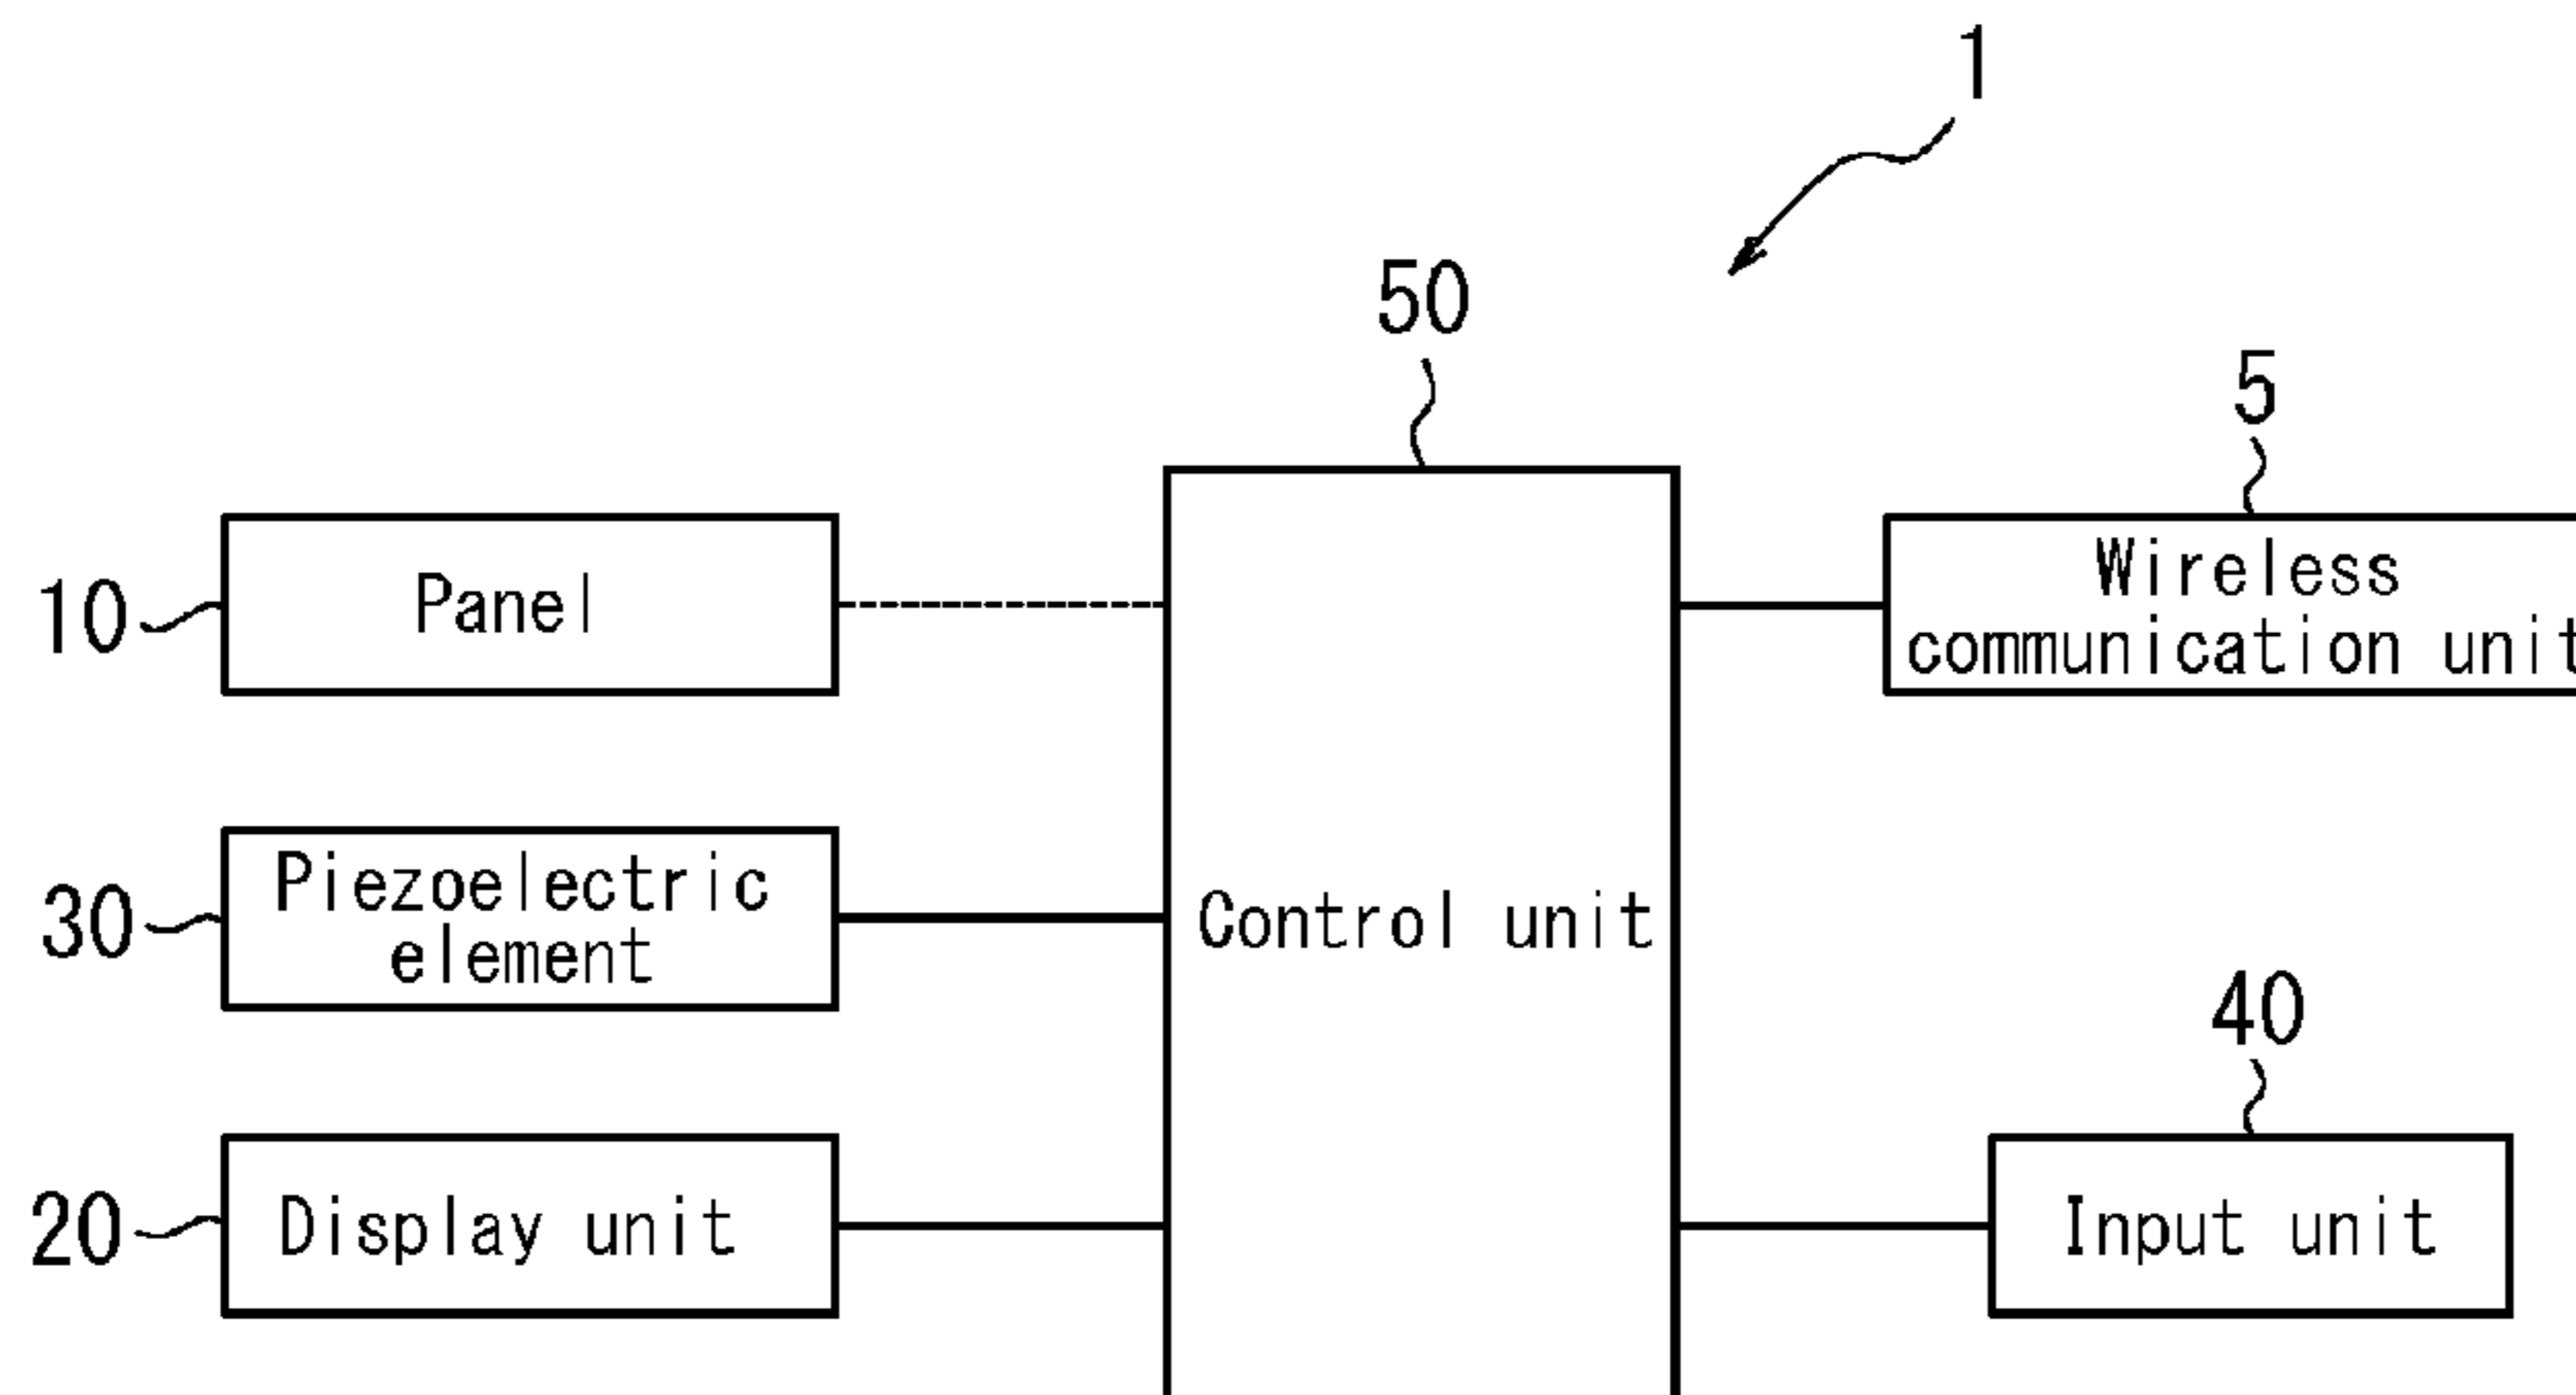 1
50
5
10
Panel
Wireless
communication unit
30
Piezoelectric
element
Control unit
40
20
Display unit
Input unit